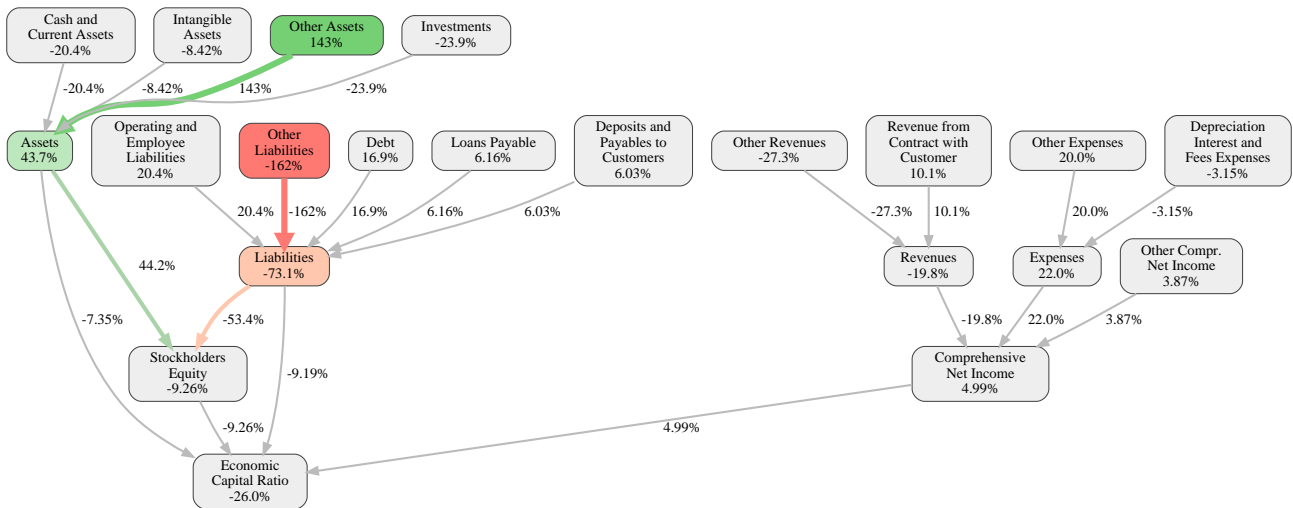 Cash and
Current Assets
-20.4%
Intangible
Assets
-8.42%
Other Assets
143%
Investments
-23.9%
-20.4%
-8.42%
143%
-23.9%
Assets
43.7%
Operating and
Employee
Liabilities
20.4%
Other
Liabilities
-162%
Debt
16.9%
Loans Payable
6.16%
Deposits and
Payables to
Customers
6.03%
Other Revenues
-27.3%
Revenue from
Contract with
Customer
10.1%
Other Expenses
20.0%
Depreciation
Interest and
Fees Expenses
-3.15%
20.4%
-162%
16.9%
6.16%
6.03%
-27.3%
10.1%
20.0%
-3.15%
Liabilities
-73.1%
Revenues
-19.8%
Expenses
22.0%
Other Compr.
Net Income
3.87%
44.2%
-7.35%
-53.4%
-9.19%
-19.8%
22.0%
3.87%
Stockholders
Equity
-9.26%
Comprehensive
Net Income
4.99%
-9.26%
4.99%
Economic
Capital Ratio
-26.0%